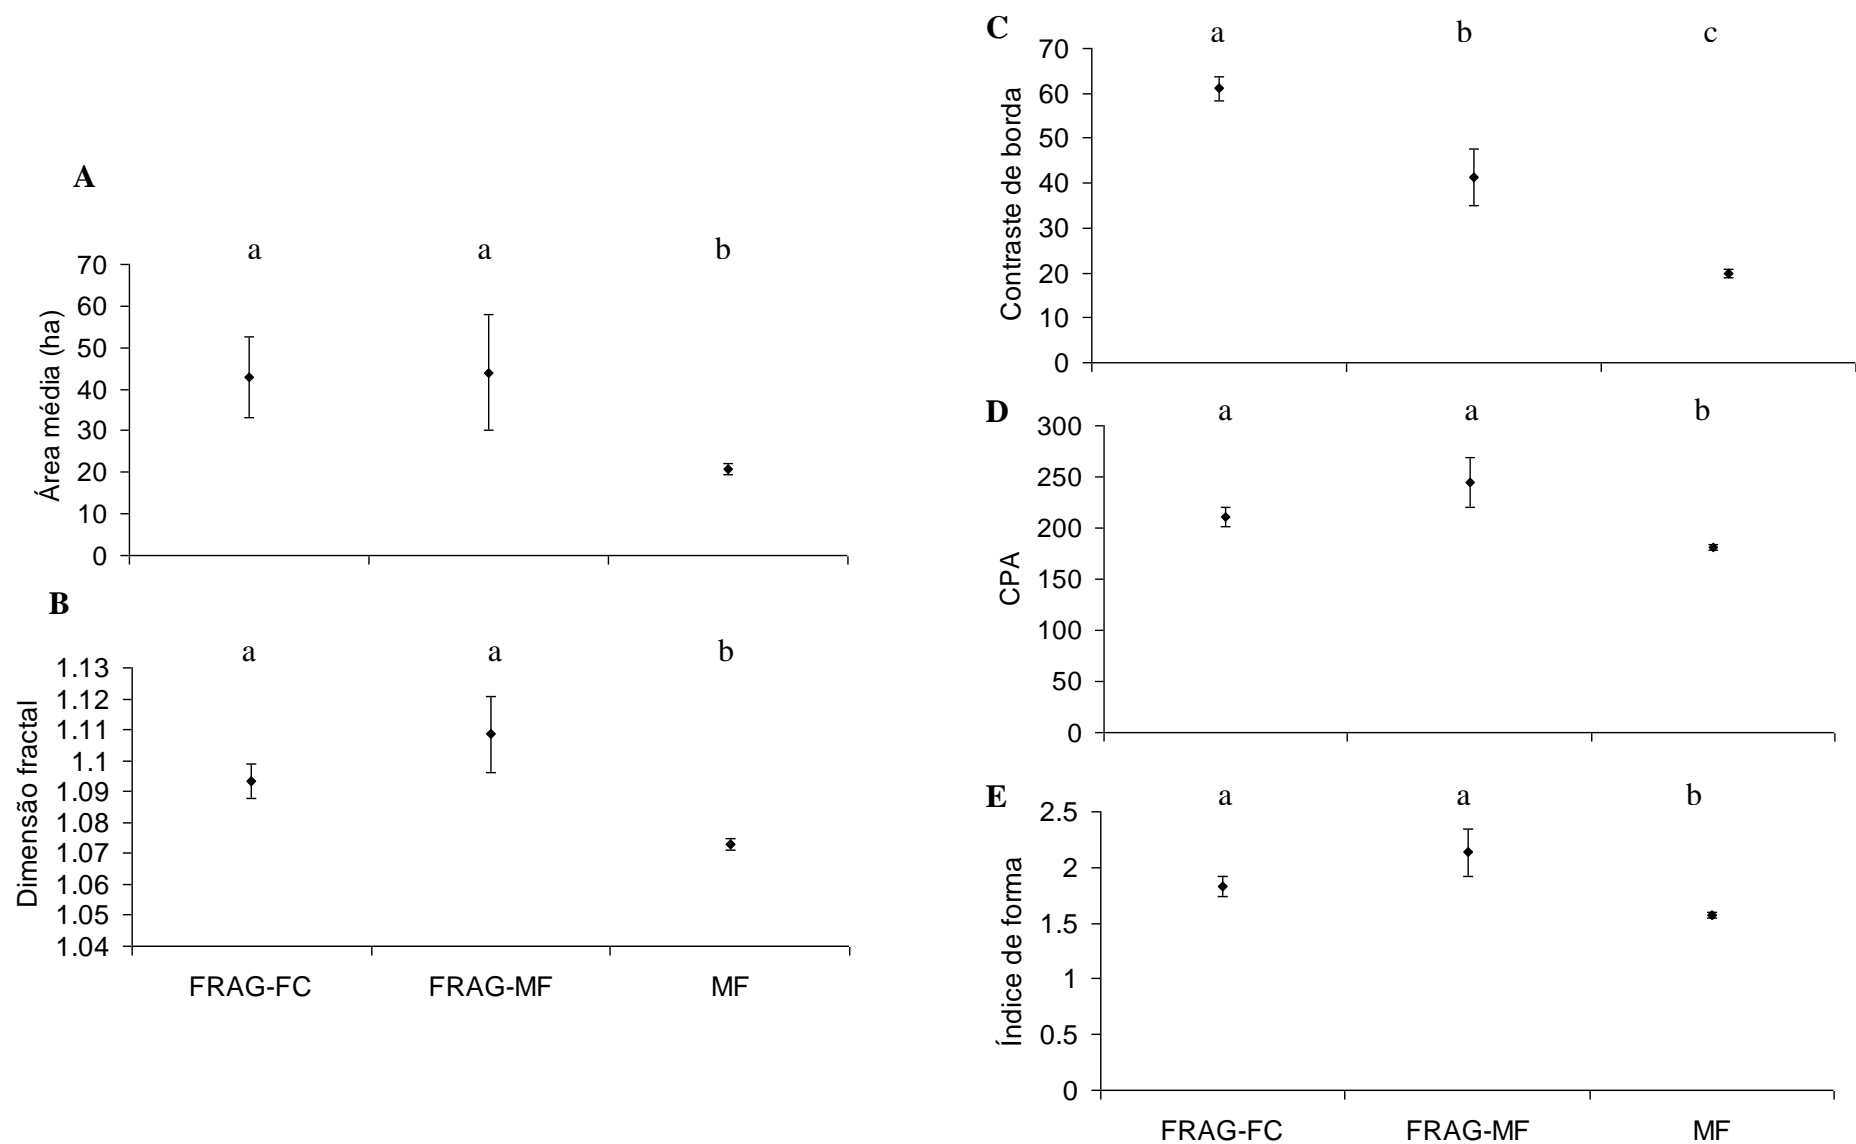 A
a a b
70
60
50
40
30
20
10
0
Área média (ha)
B
a a b
1.13
1.12
1.11
1.1
1.09
1.08
1.07
1.06
1.05
1.04
Dimensão fractal
FRAG-FC FRAG-MF MF
C
a b c
70
60
50
40
30
20
10
0
Contraste de borda
D
a a b
300
250
200
150
100
50
0
CPA
E
a a b
2.5
2
1.5
1
0.5
0
Índice de forma
FRAG-FC FRAG-MF MF